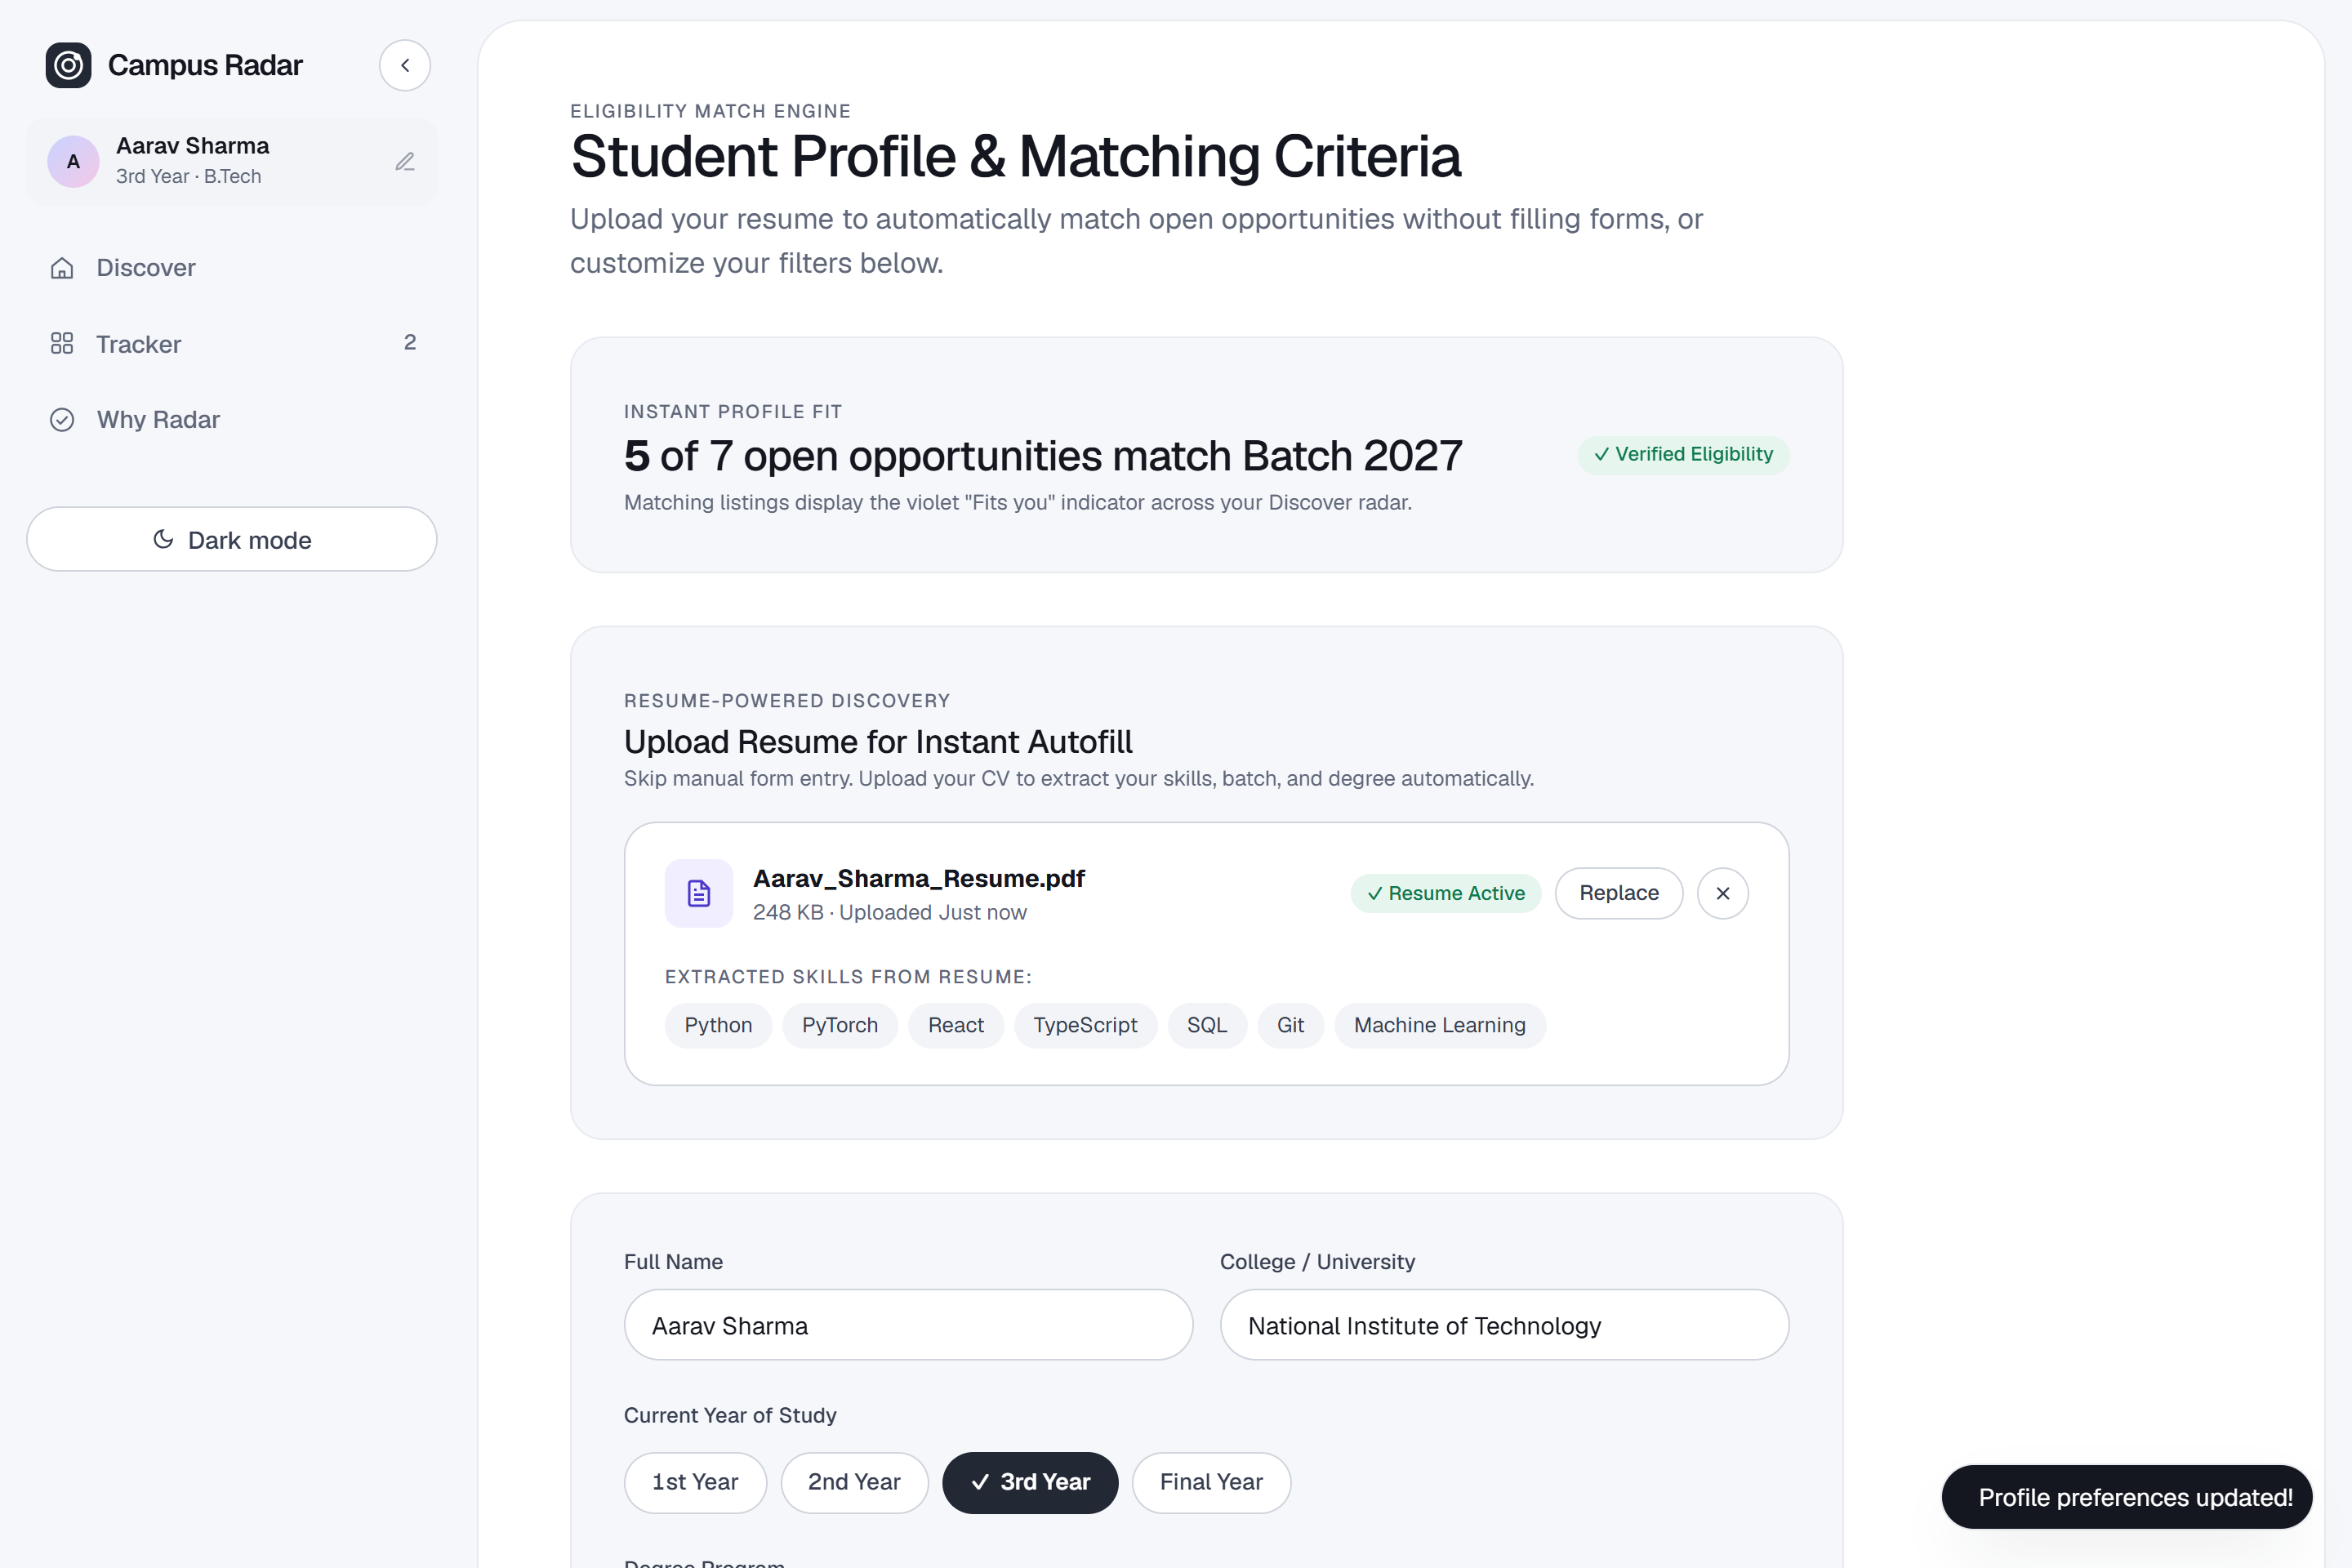 Campus Radar
A
Aarav Sharma
3rd Year · B.Tech
Discover
Tracker
2
Why Radar
Dark mode
ELIGIBILITY MATCH ENGINE
Student Profile & Matching Criteria
Upload your resume to automatically match open opportunities without filling forms, or
customize your filters below.
INSTANT PROFILE FIT
5 of 7 open opportunities match Batch 2027
✓ Verified Eligibility
Matching listings display the violet "Fits you" indicator across your Discover radar.
RESUME-POWERED DISCOVERY
Upload Resume for Instant Autofill
Skip manual form entry. Upload your CV to extract your skills, batch, and degree automatically.
Aarav_Sharma_Resume.pdf
248 KB · Uploaded Just now
✓ Resume Active
Replace
EXTRACTED SKILLS FROM RESUME:
Python PyTorch React TypeScript SQL Git Machine Learning
Full Name
College / University
Aarav Sharma
National Institute of Technology
Current Year of Study
1st Year 2nd Year ✓ 3rd Year Final Year
Profile preferences updated!
Degree Program